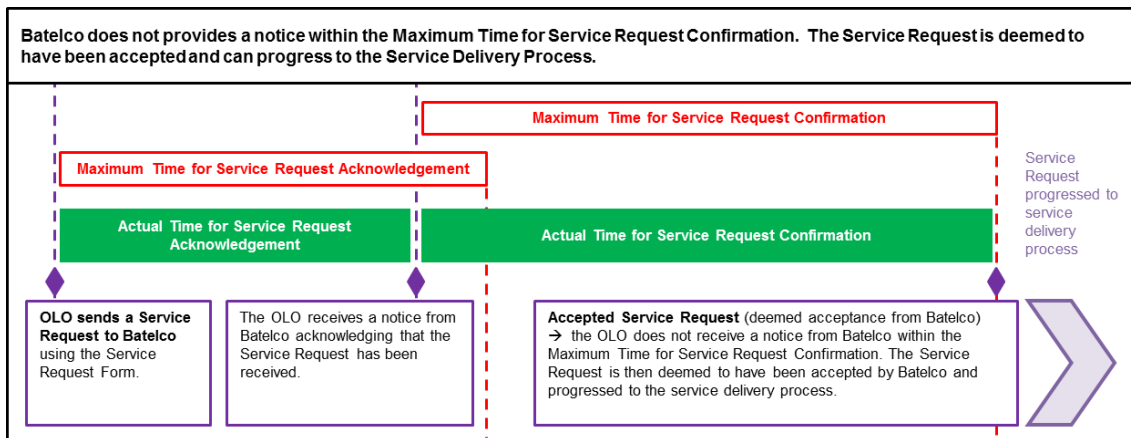 Batelco does not provides a notice within the Maximum Time for Service Request Confirmation. The Service Request is deemed to
have been accepted and can progress to the Service Delivery Process.
Maximum Time for Service Request Confirmation
Maximum Time for Service Request Acknowledgement
Service
Request
progressed to
service
delivery
process
Actual Time for Service Request
Acknowledgement
Actual Time for Service Request Confirmation
OLO sends a Service
Request to Batelco
using the Service
Request Form.
The OLO receives a notice from
Batelco acknowledging that the
Service Request has been
received.
Accepted Service Request (deemed acceptance from Batelco)
→ the OLO does not receive a notice from Batelco within the
Maximum Time for Service Request Confirmation. The Service
Request is then deemed to have been accepted by Batelco and
progressed to the service delivery process.